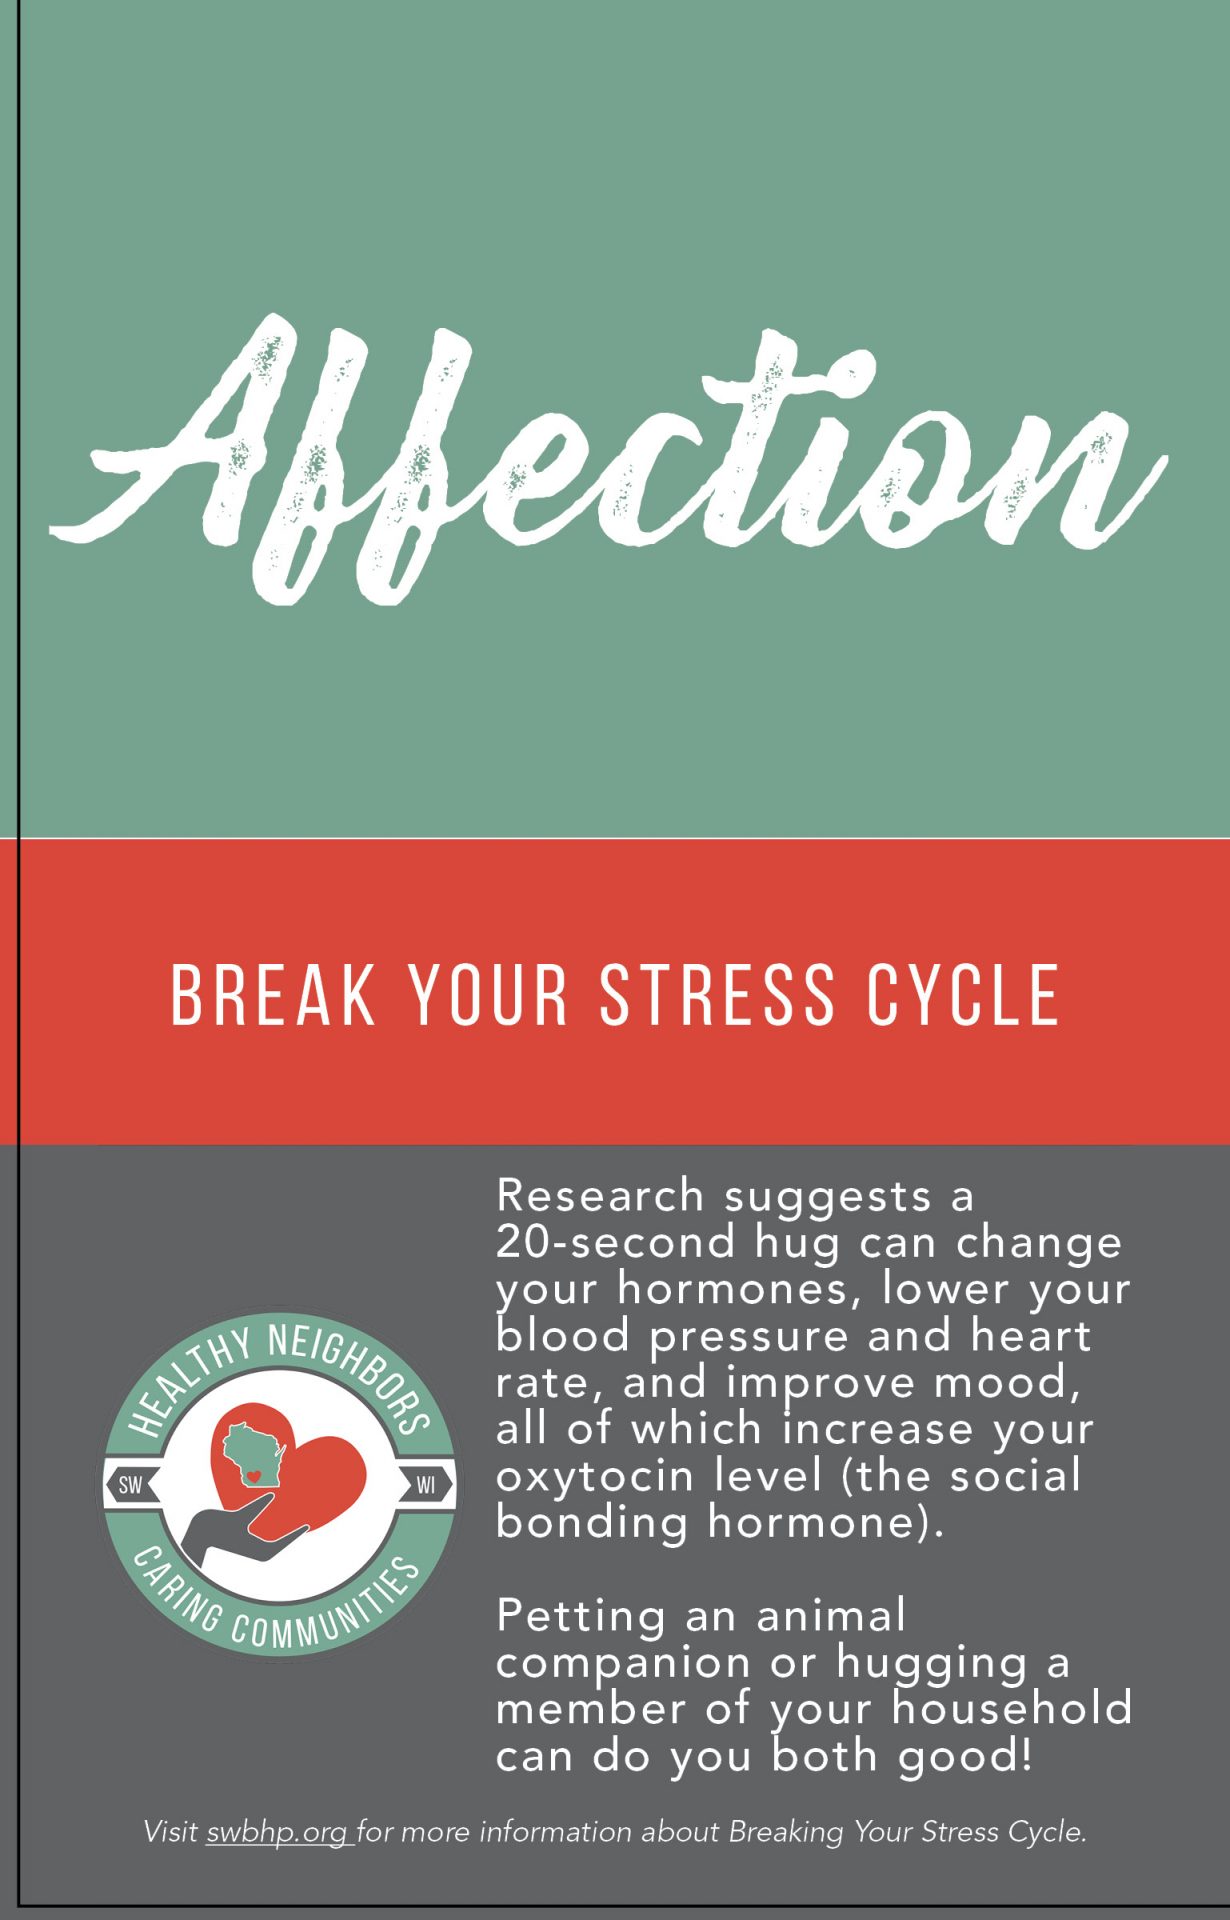 Affection
BREAK YOUR STRESS CYCLE
Research suggests a
20-second hug can change
your hormones, lower your
blood pressure and heart
rate, and improve mood,
all of which increase your
oxytocin level (the social
bonding hormone).
Petting an animal
companion or hugging a
member of your household
can do you both good!
HEALTHY NEIGHBORS
SW
WI
CARING COMMUNITIES
Visit swbhp.org for more information about Breaking Your Stress Cycle.